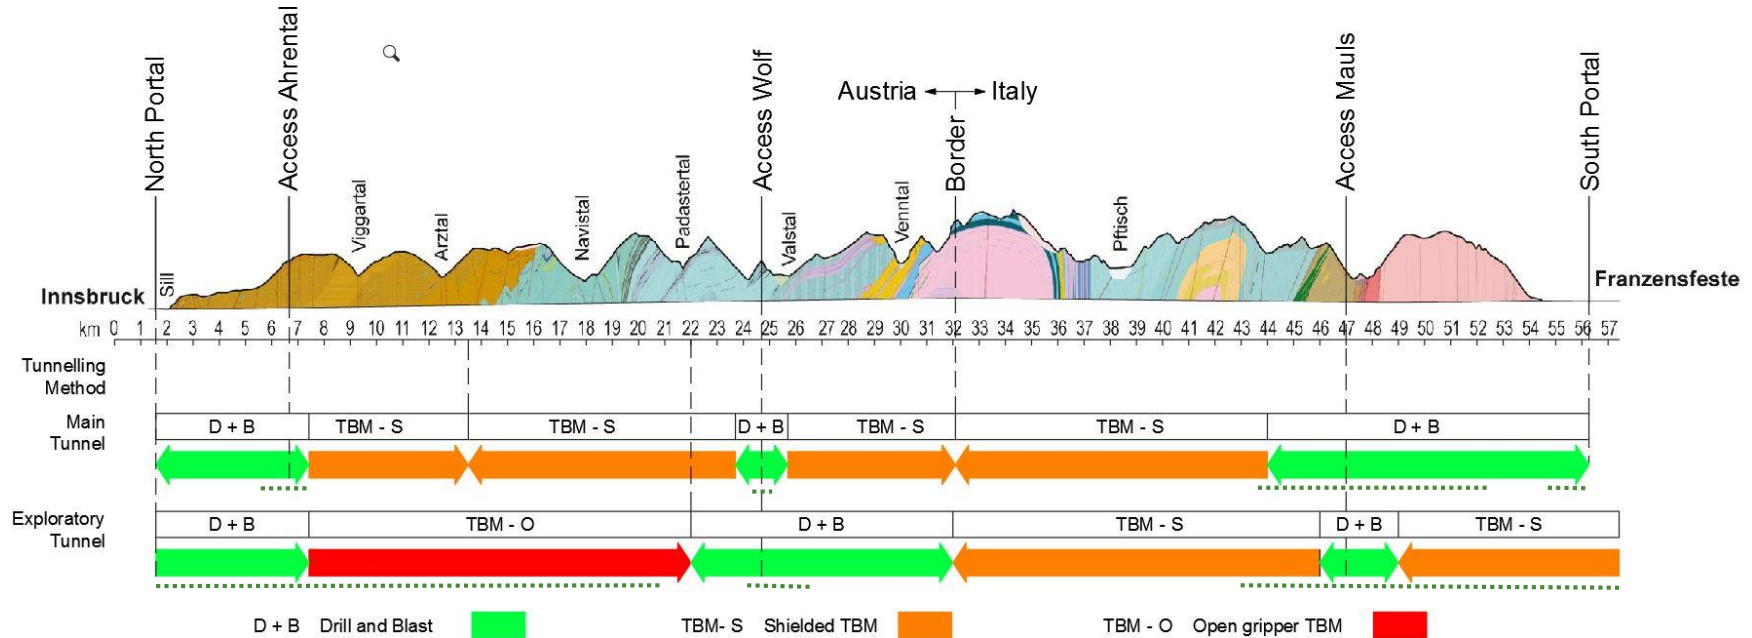 North Portal
Access Ahrental
Access Wolf
Austria
Italy
Border
Access Mauls
South Portal
Sill
Viggartal
Arztal
Navistal
Padastertal
Valstal
Venntal
Pfitsch
Innsbruck
Franzensfeste
km 0 1 2 3 4 5 6 7 8 9 10 11 12 13 14 15 16 18 19 20 22 23 24 25 26 27 28 29 30 31 32 33 34 35 36 37 38 39 40 41 42 43 44 45 46 47 48 49 50 51 52 53 54 55 56 57
Tunnelling
Method
Main
Tunnel
D + B TBM - S TBM - S D + B TBM - S TBM - S D + B
Exploratory
Tunnel
D + B TBM - O D + B TBM - S D + B TBM - S
D + B Drill and Blast TBM- S Shielded TBM TBM - O Open gripper TBM